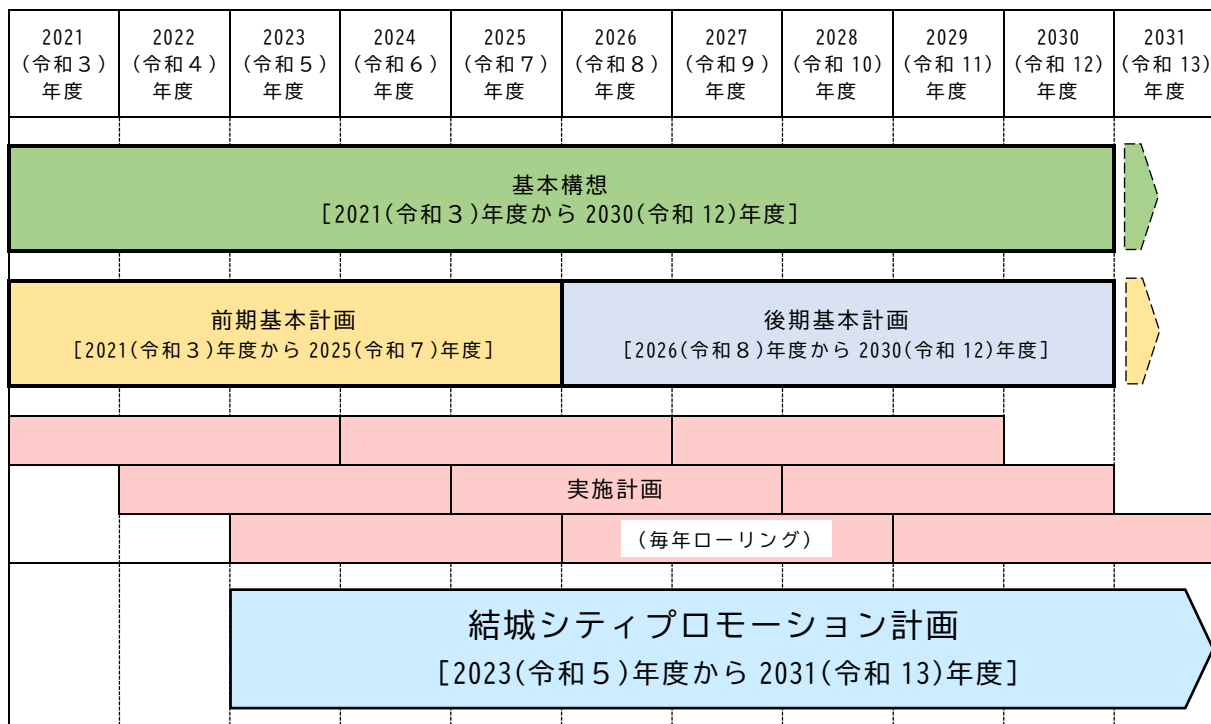 2021
(令和３)
年度
2022
(令和４)
年度
2023
(令和５)
年度
2024
(令和６)
年度
2025
(令和７)
年度
2026
(令和８)
年度
2027
(令和９)
年度
2028
(令和 10)
年度
2029
(令和 11)
年度
2030
(令和 12)
年度
2031
(令和 13)
年度
基本構想
[2021(令和３)年度から 2030(令和 12)年度]
前期基本計画
[2021(令和３)年度から 2025(令和７)年度]
後期基本計画
[2026(令和８)年度から 2030(令和 12)年度]
実施計画
(毎年ローリング)
結城シティプロモーション計画
[2023(令和５)年度から 2031(令和 13)年度]